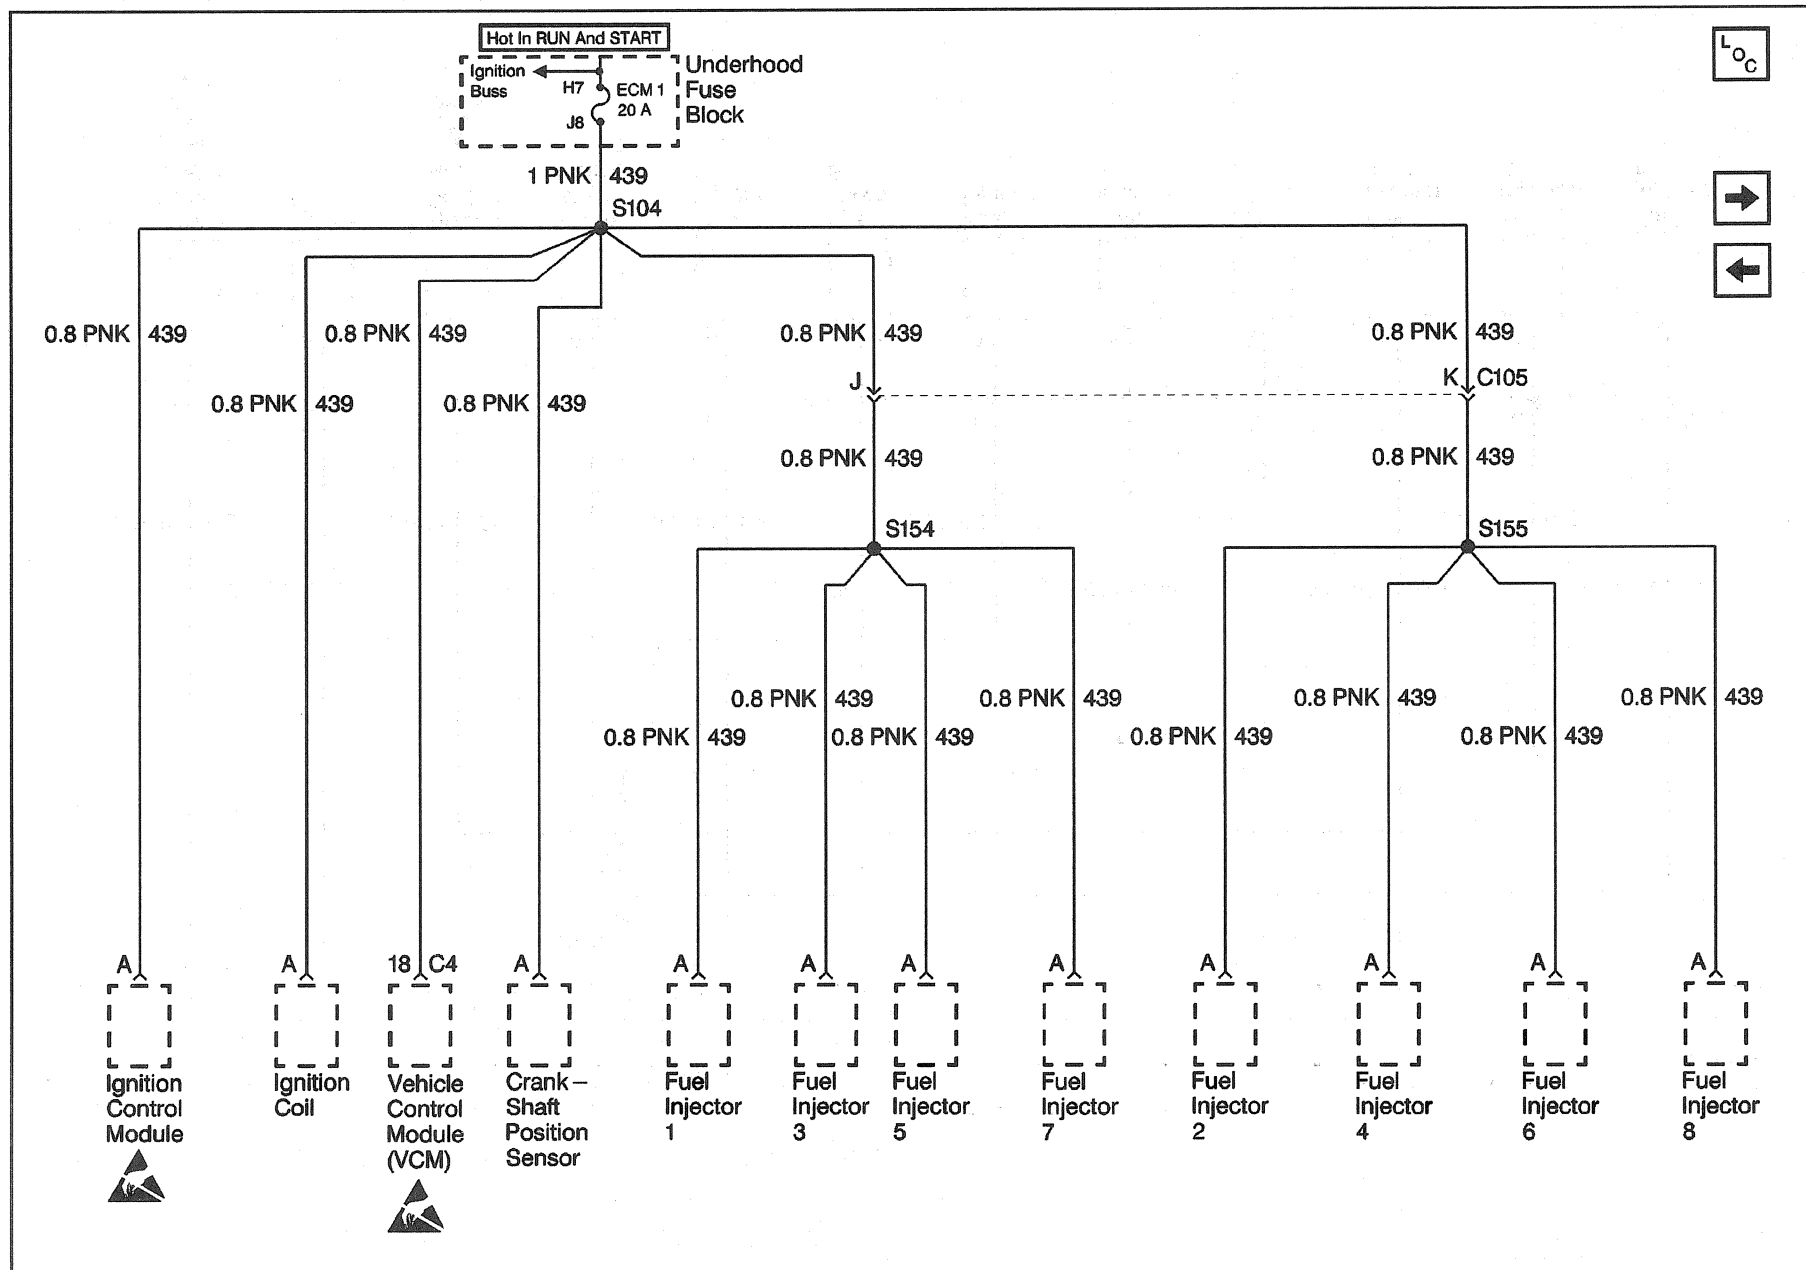 Hot In RUN And START
LOC
Ignition
Buss
H7
ECM 1
20 A
J8
Underhood
Fuse
Block
1 PNK 439
S104
0.8 PNK 439
0.8 PNK 439
0.8 PNK 439
0.8 PNK 439
0.8 PNK 439
0.8 PNK 439
J
K C105
0.8 PNK 439
0.8 PNK 439
S154
S155
0.8 PNK 439
0.8 PNK 439
0.8 PNK 439
0.8 PNK 439
0.8 PNK 439
0.8 PNK 439
0.8 PNK 439
0.8 PNK 439
A
A
18 C4
A
A
A
A
A
A
A
A
A
Ignition
Control
Module
Ignition
Coil
Vehicle
Control
Module
(VCM)
Crank–
Shaft
Position
Sensor
Fuel
Injector
1
Fuel
Injector
3
Fuel
Injector
5
Fuel
Injector
7
Fuel
Injector
2
Fuel
Injector
4
Fuel
Injector
6
Fuel
Injector
8